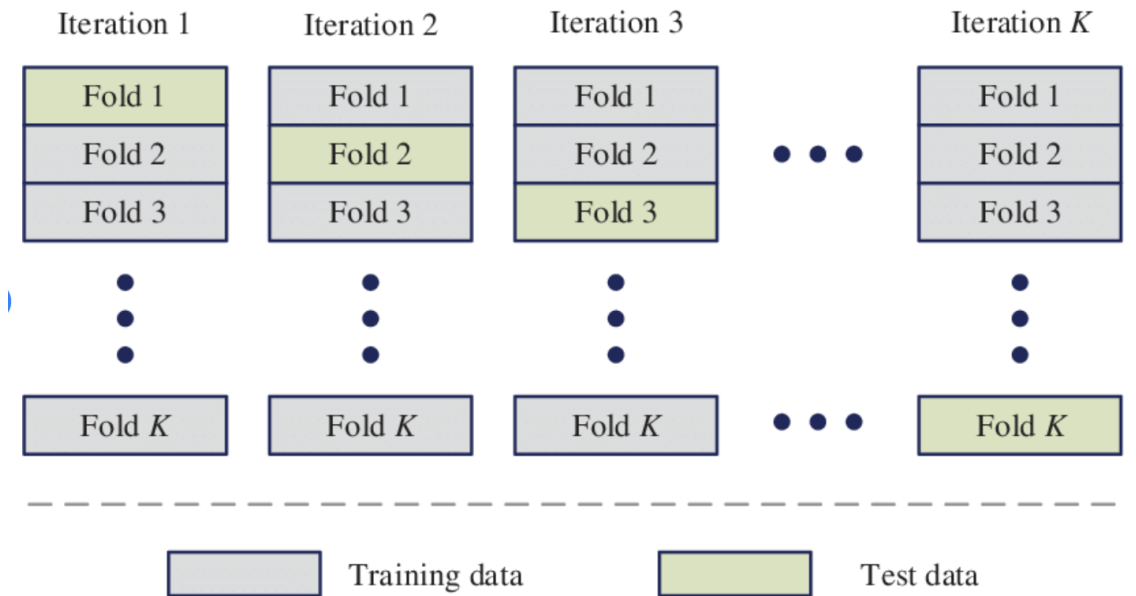 Iteration 1 Iteration 2 Iteration 3 Iteration K
Fold 1 Fold 1 Fold 1 Fold 1
Fold 2 Fold 2 Fold 2 Fold 2
Fold 3 Fold 3 Fold 3 Fold 3
Fold K Fold K Fold K Fold K
Training data Test data